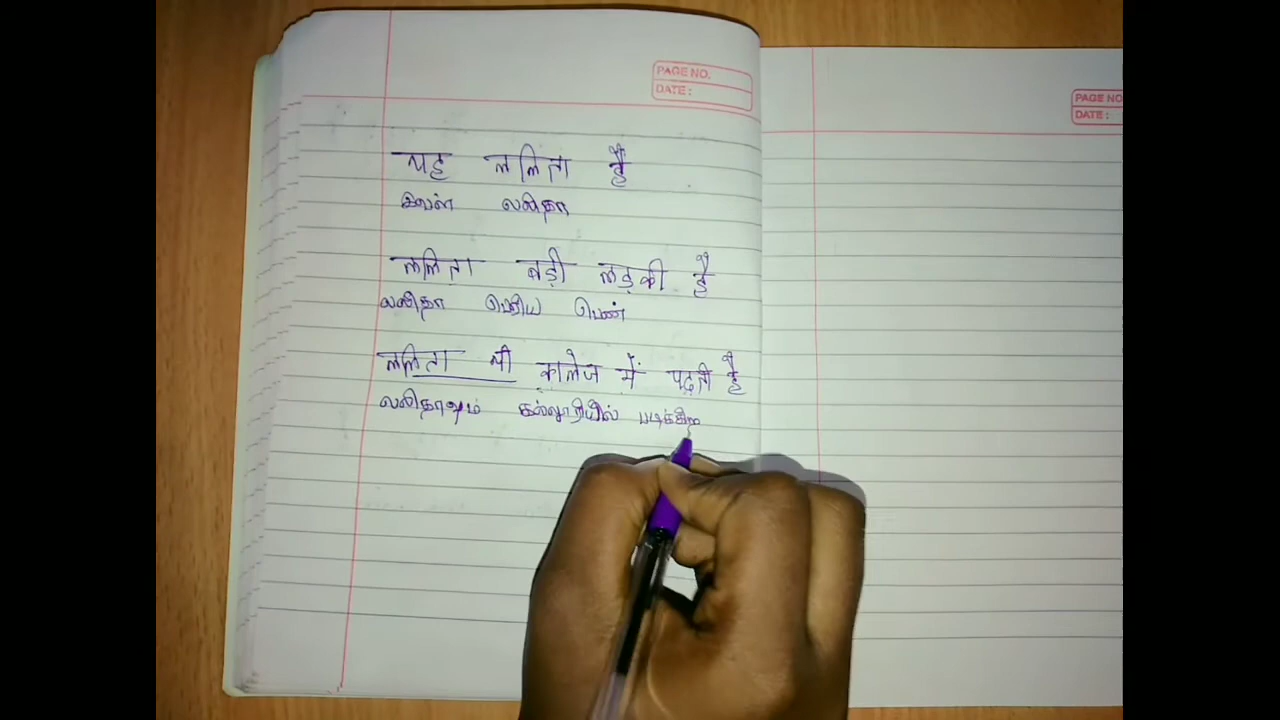 PAGE NO.
DATE :
PAGE NO
DATE :
यह ललिता है
இவள் லலிதா
ललिता बड़ी लड़की है
லலிதா பெரிய பெண்
ललिता भी कालेज में पढ़ती है
லலிதாவும் கல்லூரியில் படிக்கிற